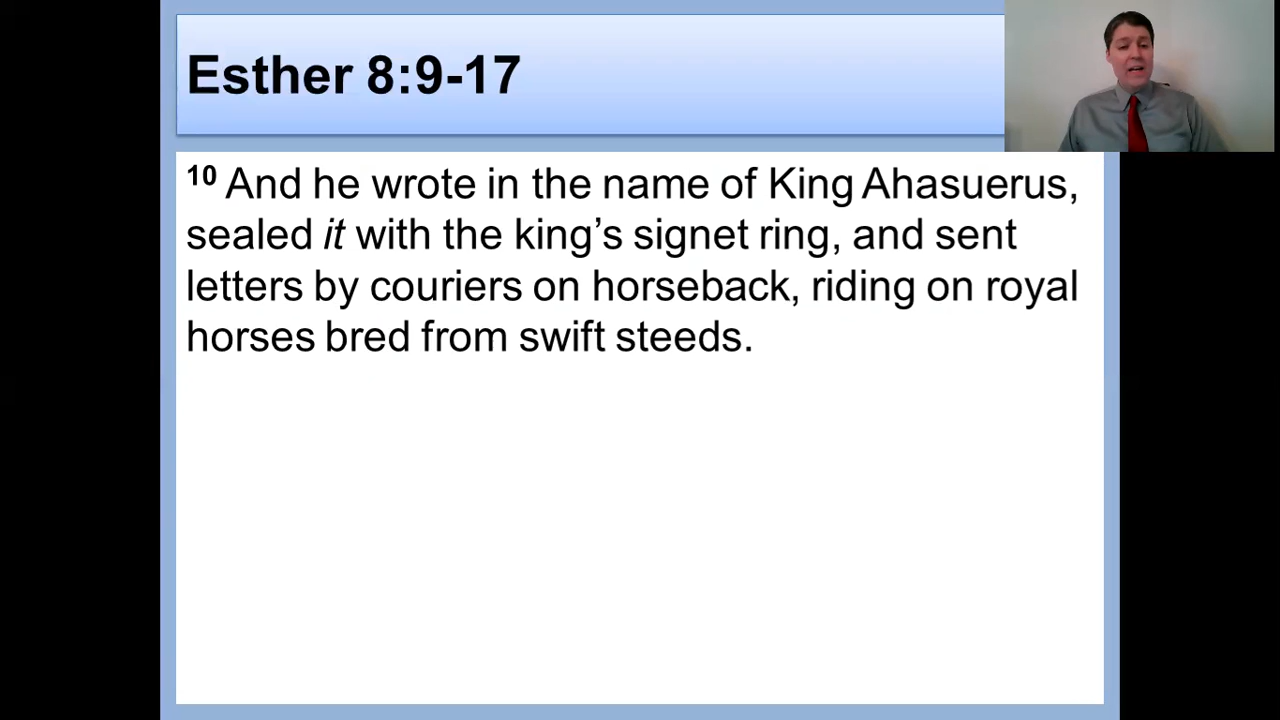 Esther 8:9-17
10 And he wrote in the name of King Ahasuerus,
sealed it with the king’s signet ring, and sent
letters by couriers on horseback, riding on royal
horses bred from swift steeds.